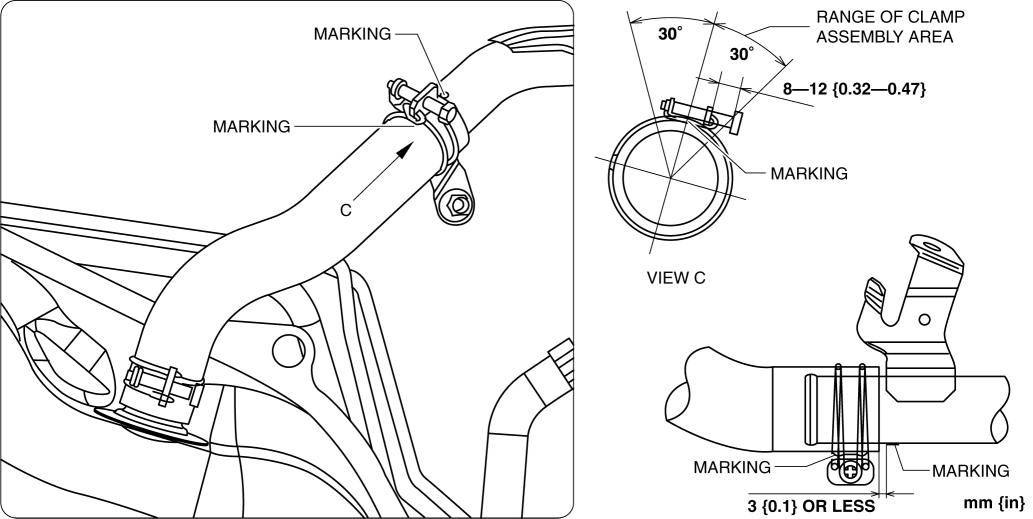 MARKING
MARKING
C
30°
30°
RANGE OF CLAMP
ASSEMBLY AREA
8—12 {0.32—0.47}
MARKING
VIEW C
MARKING
MARKING
3 {0.1} OR LESS
mm {in}